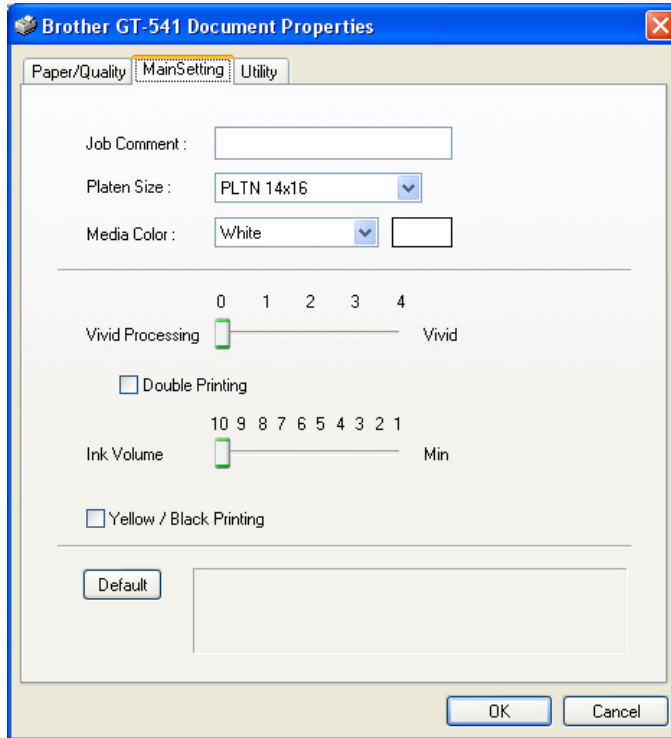 Brother GT-541 Document Properties
Paper/Quality MainSetting Utility
Job Comment :
Platen Size : PLTN 14x16
Media Color : White
0 1 2 3 4
Vivid Processing Vivid
Double Printing
10 9 8 7 6 5 4 3 2 1
Ink Volume Min
Yellow / Black Printing
Default
OK Cancel